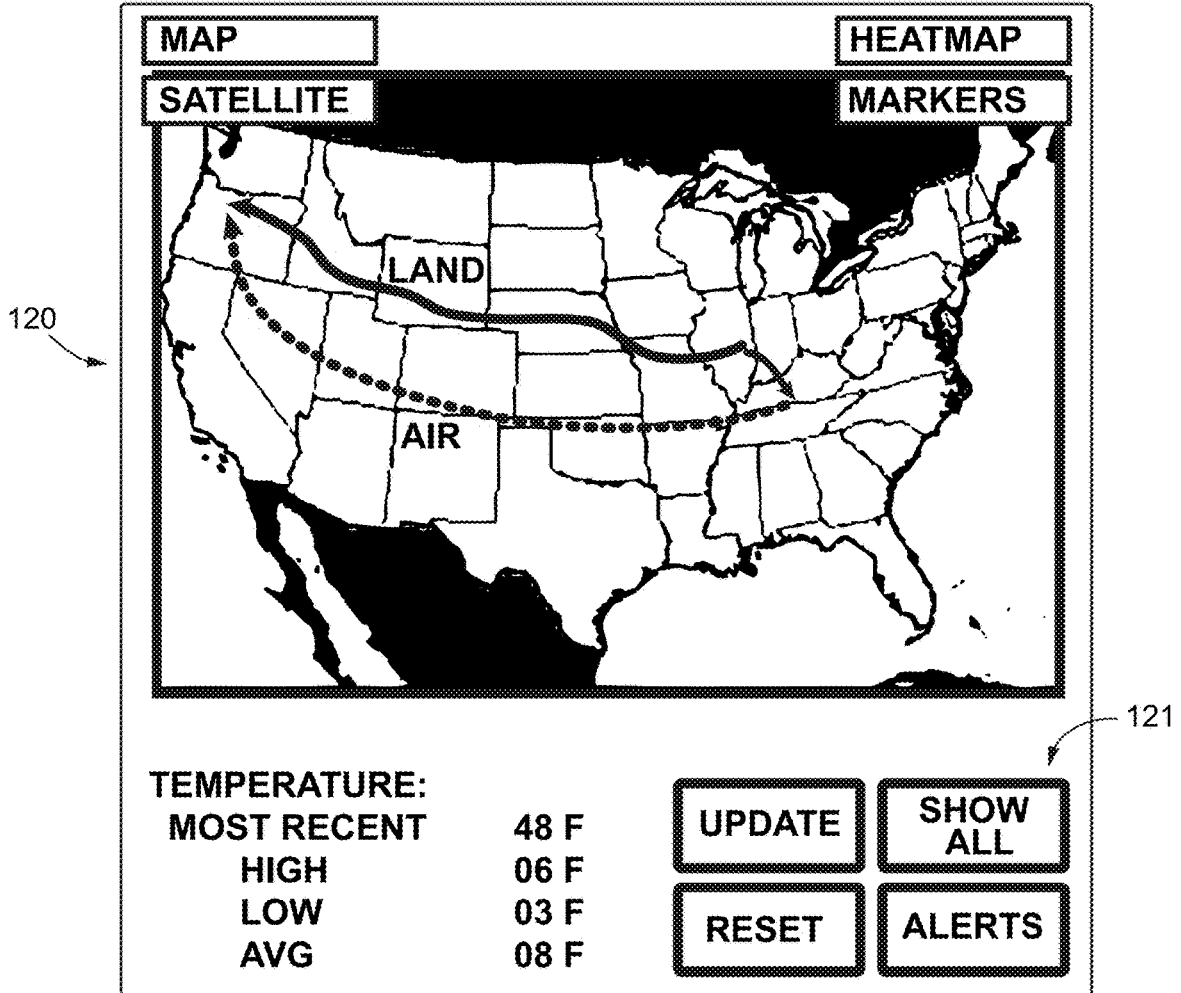 MAP
HEATMAP
SATELLITE
MARKERS
LAND
120
AIR
121
TEMPERATURE:
MOST RECENT 48 F
HIGH 06 F
LOW 03 F
AVG 08 F
UPDATE
SHOW
ALL
RESET
ALERTS